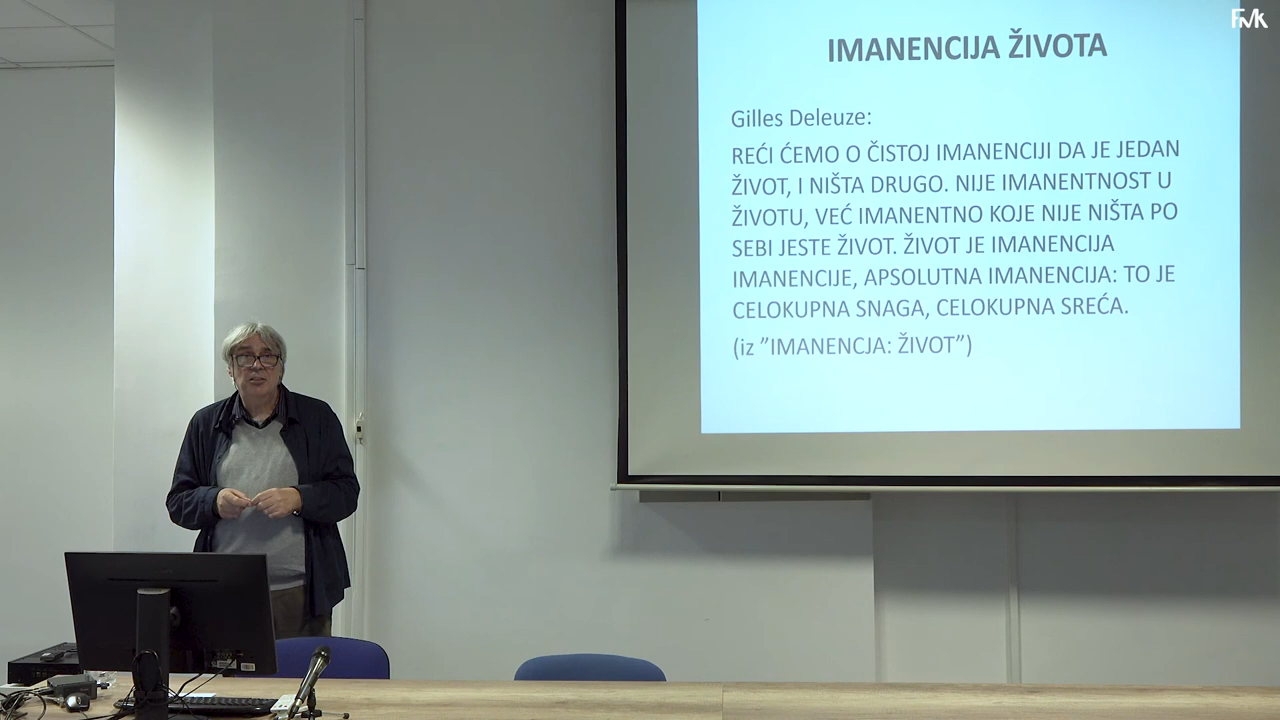 FMK
IMANENCIJA ŽIVOTA
Gilles Deleuze:
REĆI ĆEMO O ČISTOJ IMANENCIJI DA JE JEDAN
ŽIVOT, I NIŠTA DRUGO. NIJE IMANENTNOST U
ŽIVOTU, VEĆ IMANENTNO KOJE NIJE NIŠTA PO
SEBI JESTE ŽIVOT. ŽIVOT JE IMANENCIJA
IMANENCIJE, APSOLUTNA IMANENCIJA: TO JE
CELOKUPNA SNAGA, CELOKUPNA SREĆA.
(iz ”IMANENCJA: ŽIVOT”)